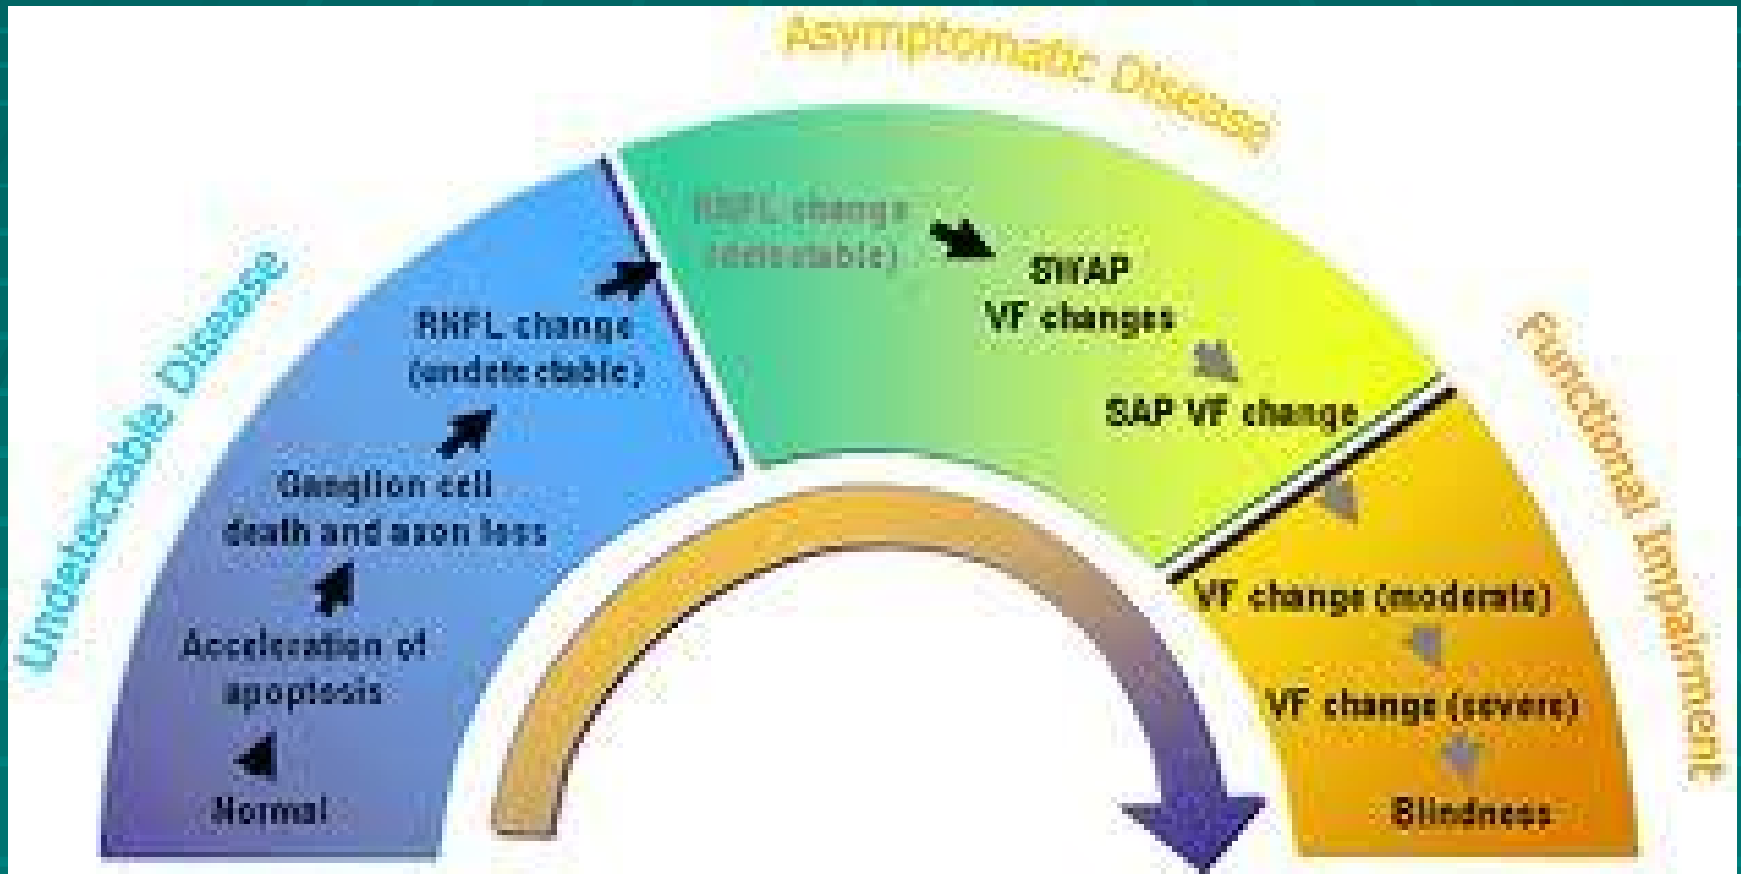 Asymptomatic Disease
Undetectable Disease
Functional Impairment
Normal
Acceleration of
apoptosis
Ganglion cell
death and axon loss
RNFL change
(undetectable)
RNFL change
(detectable)
SWAP
VF changes
SAP VF change
VF change (moderate)
VF change (severe)
Blindness